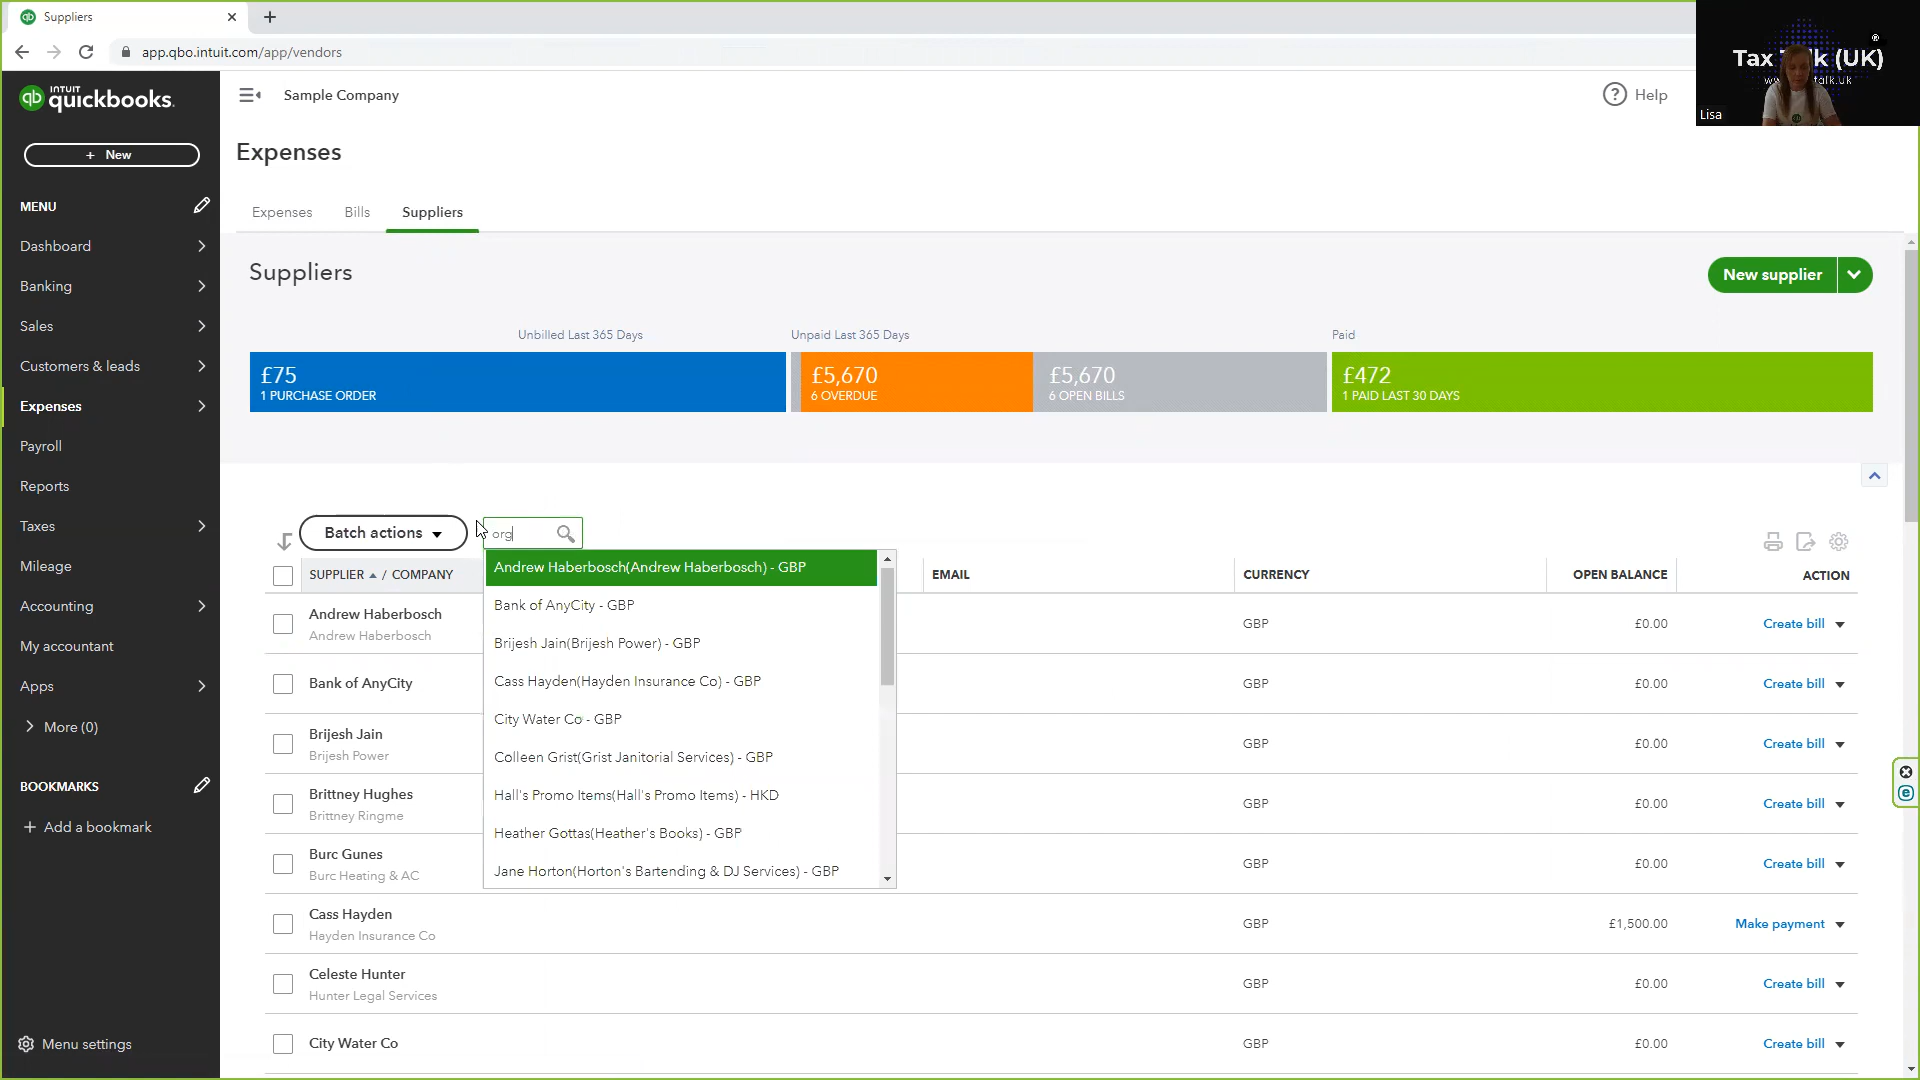 Suppliers
app.qbo.intuit.com/app/vendors
Tax T lk (UK)
®
Lisa
INTUIT
quickbooks.
Sample Company
? Help
+ New
Expenses
MENU
Dashboard
Banking
Sales
Customers & leads
Expenses
Payroll
Reports
Taxes
Mileage
Accounting
My accountant
Apps
More (0)
BOOKMARKS
+ Add a bookmark
Menu settings
Expenses Bills Suppliers
Suppliers
New supplier
Unbilled Last 365 Days
Unpaid Last 365 Days
Paid
£75
1 PURCHASE ORDER
£5,670
6 OVERDUE
£5,670
6 OPEN BILLS
£472
1 PAID LAST 30 DAYS
Batch actions
org
SUPPLIER / COMPANY EMAIL CURRENCY OPEN BALANCE ACTION
Andrew Haberbosch(Andrew Haberbosch) - GBP
Bank of AnyCity - GBP
Brijesh Jain(Brijesh Power) - GBP
Cass Hayden(Hayden Insurance Co) - GBP
City Water Co - GBP
Colleen Grist(Grist Janitorial Services) - GBP
Hall's Promo Items(Hall's Promo Items) - HKD
Heather Gottas(Heather's Books) - GBP
Jane Horton(Horton's Bartending & DJ Services) - GBP
Andrew Haberbosch GBP £0.00 Create bill
Andrew Haberbosch
Bank of AnyCity GBP £0.00 Create bill
Brijesh Jain GBP £0.00 Create bill
Brijesh Power
Brittney Hughes GBP £0.00 Create bill
Brittney Ringme
Burc Gunes GBP £0.00 Create bill
Burc Heating & AC
Cass Hayden GBP £1,500.00 Make payment
Hayden Insurance Co
Celeste Hunter GBP £0.00 Create bill
Hunter Legal Services
City Water Co GBP £0.00 Create bill